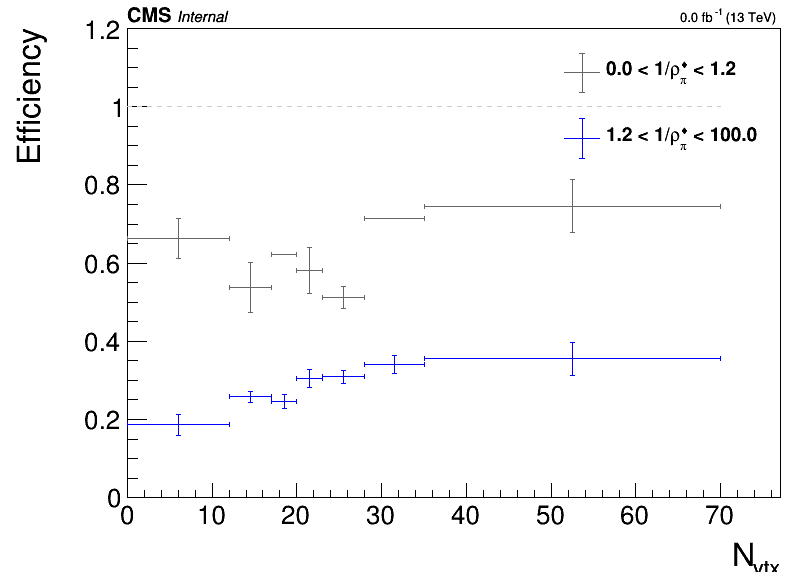 CMS Internal
0.0 fb⁻¹ (13 TeV)
Efficiency
1.2
1
0.8
0.6
0.4
0.2
0
0.0 < 1/ρ♦π < 1.2
1.2 < 1/ρ♦π < 100.0
0 10 20 30 40 50 60 70
Nvtx